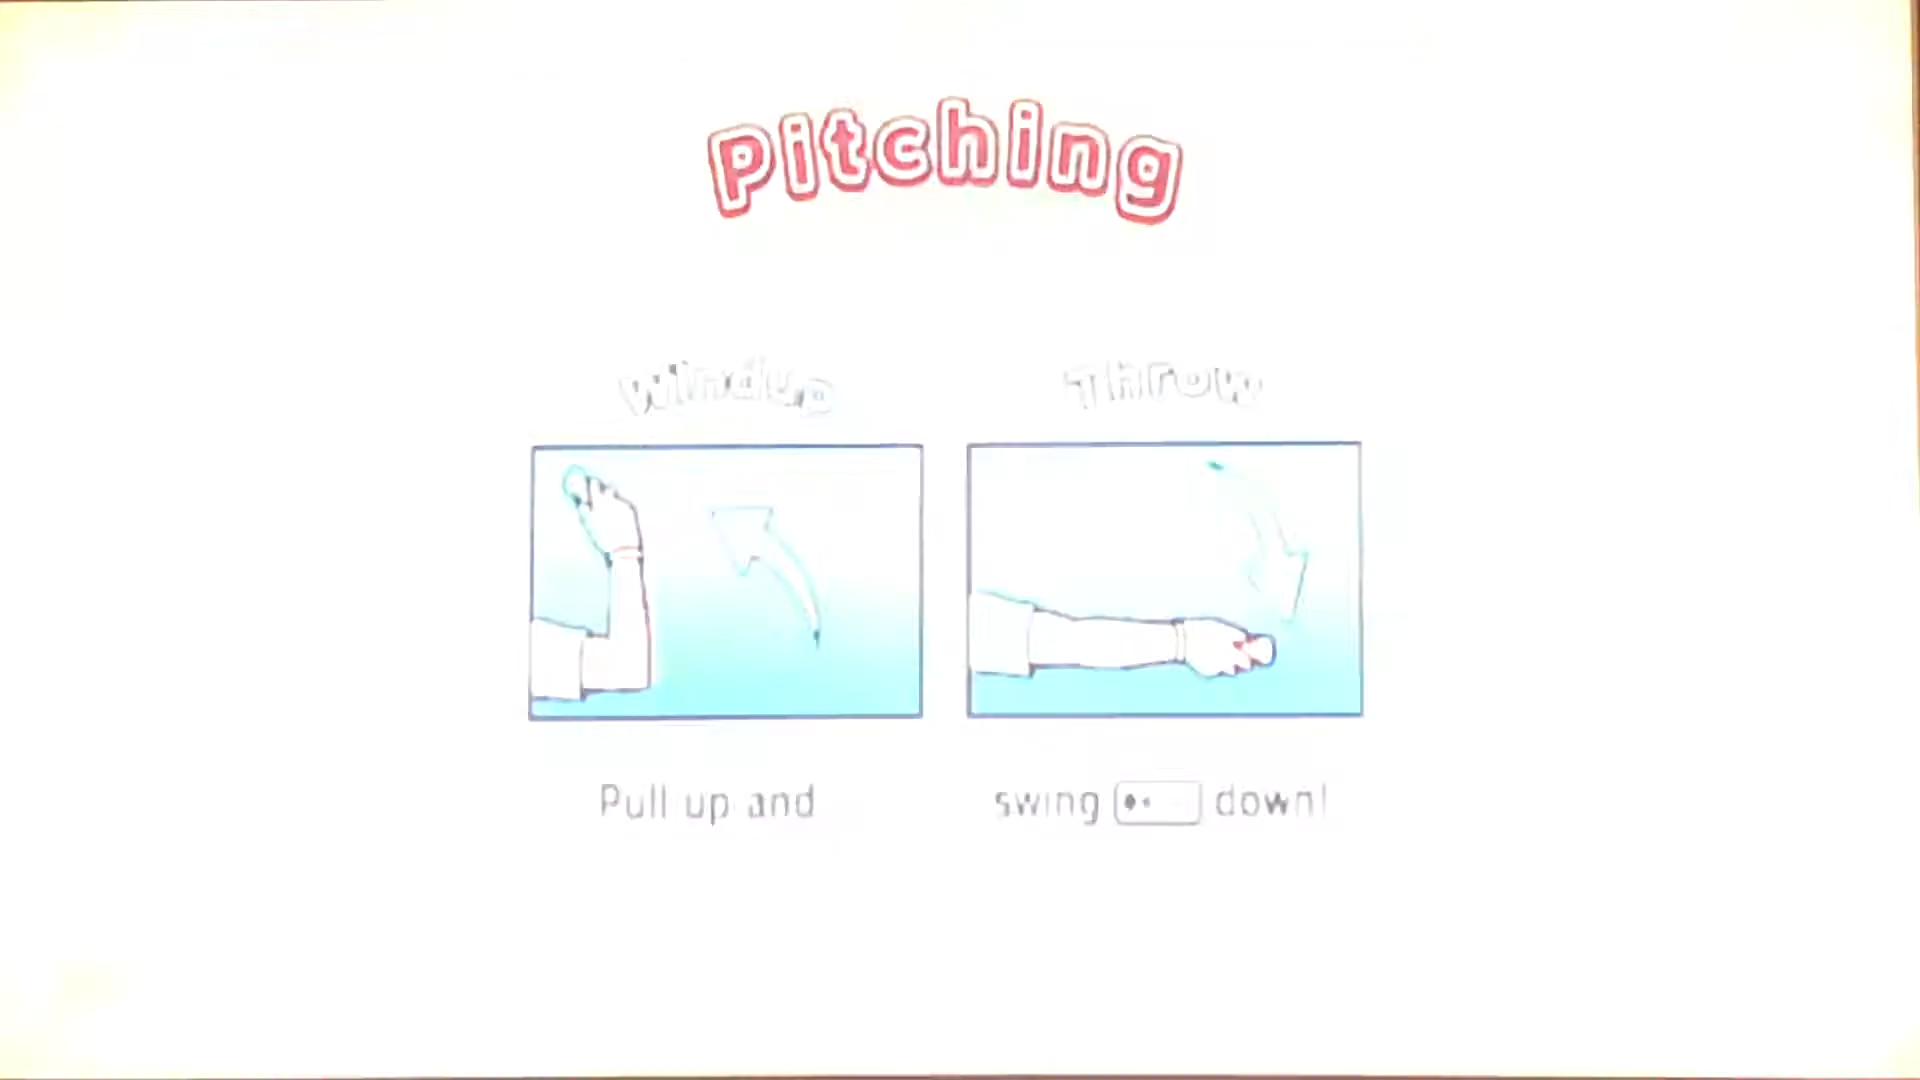 Pitching
Windup
Throw
Pull up and
swing down!